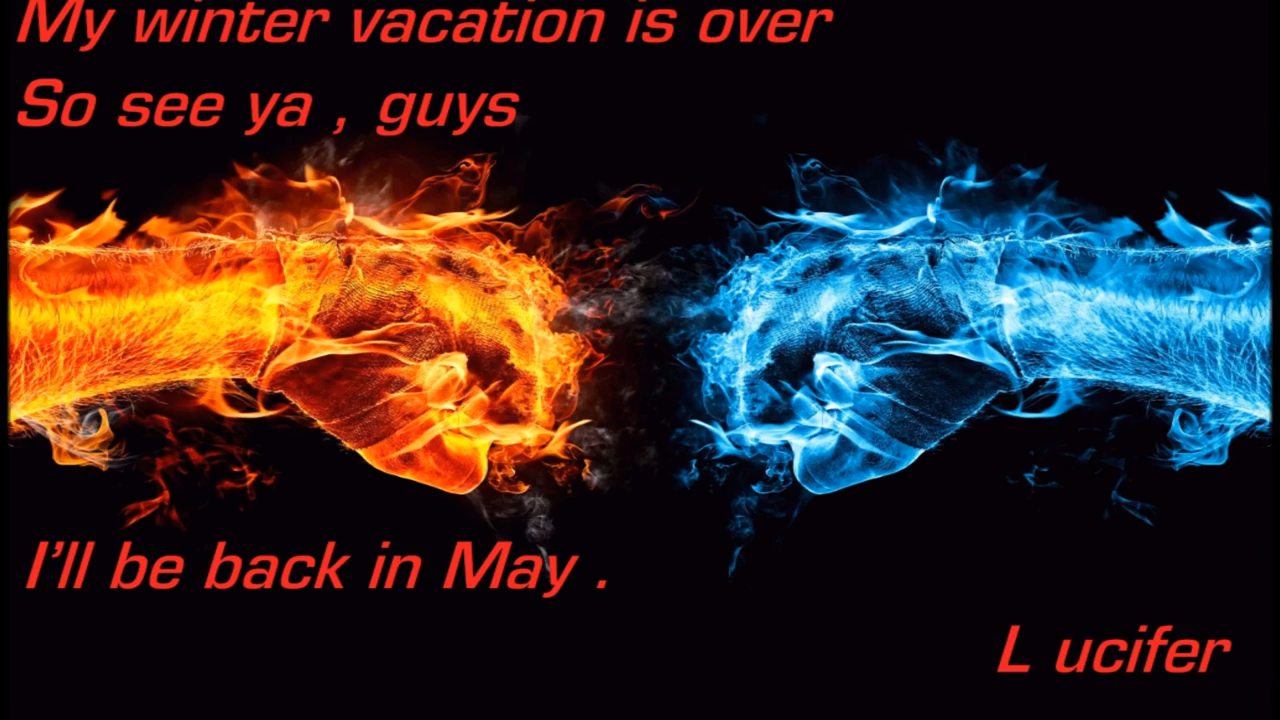 My winter vacation is over
So see ya , guys
I'll be back in May .
L ucifer